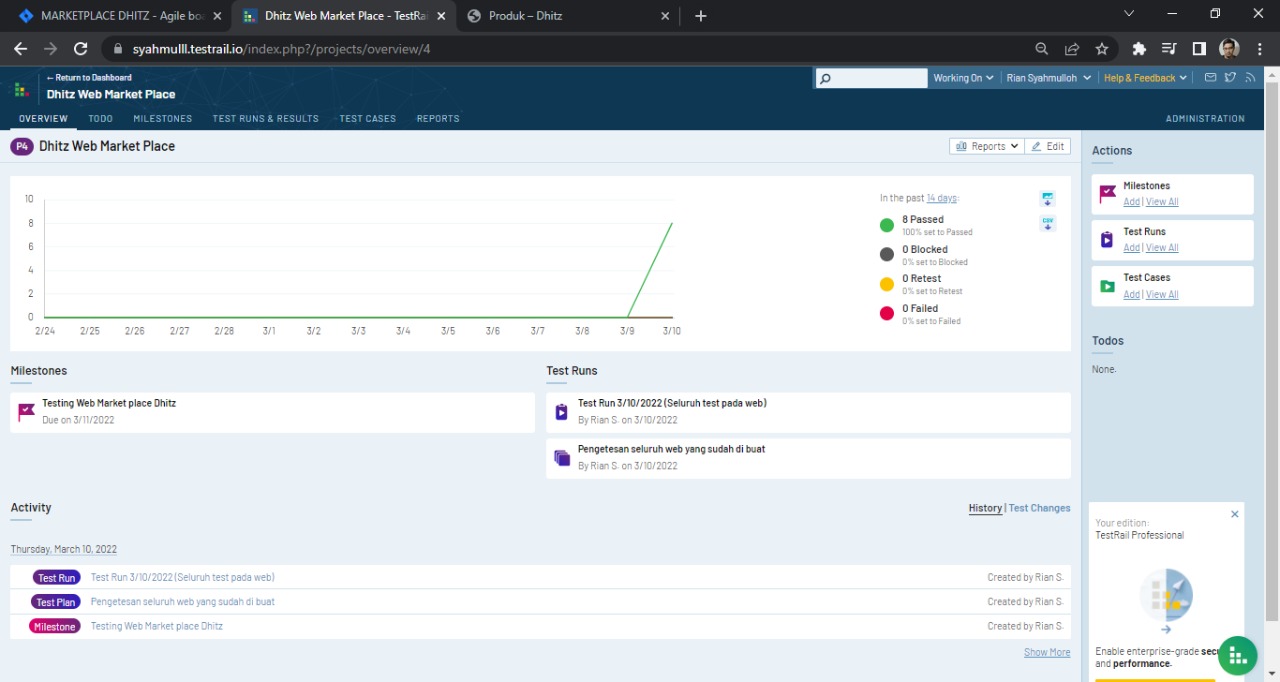 MARKETPLACE DHITZ - Agile boa
Dhitz Web Market Place - TestRai
Produk – Dhitz
syahmulll.testrail.io/index.php?/projects/overview/4
← Return to Dashboard
Dhitz Web Market Place
Working On
Rian Syahmulloh
Help & Feedback
OVERVIEW
TODO
MILESTONES
TEST RUNS & RESULTS
TEST CASES
REPORTS
ADMINISTRATION
P4 Dhitz Web Market Place
Reports
Edit
10
8
6
4
2
0
2/24 2/25 2/26 2/27 2/28 3/1 3/2 3/3 3/4 3/5 3/6 3/7 3/8 3/9 3/10
In the past 14 days:
CSV
8 Passed
100% set to Passed
0 Blocked
0% set to Blocked
0 Retest
0% set to Retest
0 Failed
0% set to Failed
Milestones
Testing Web Market place Dhitz
Due on 3/11/2022
Test Runs
Test Run 3/10/2022 (Seluruh test pada web)
By Rian S. on 3/10/2022
Pengetesan seluruh web yang sudah di buat
By Rian S. on 3/10/2022
Activity
History | Test Changes
Thursday, March 10, 2022
Test Run Test Run 3/10/2022 (Seluruh test pada web) Created by Rian S.
Test Plan Pengetesan seluruh web yang sudah di buat Created by Rian S.
Milestone Testing Web Market place Dhitz Created by Rian S.
Show More
Actions
Milestones
Add | View All
Test Runs
Add | View All
Test Cases
Add | View All
Todos
None.
Your edition:
TestRail Professional
Enable enterprise-grade secu
and performance.